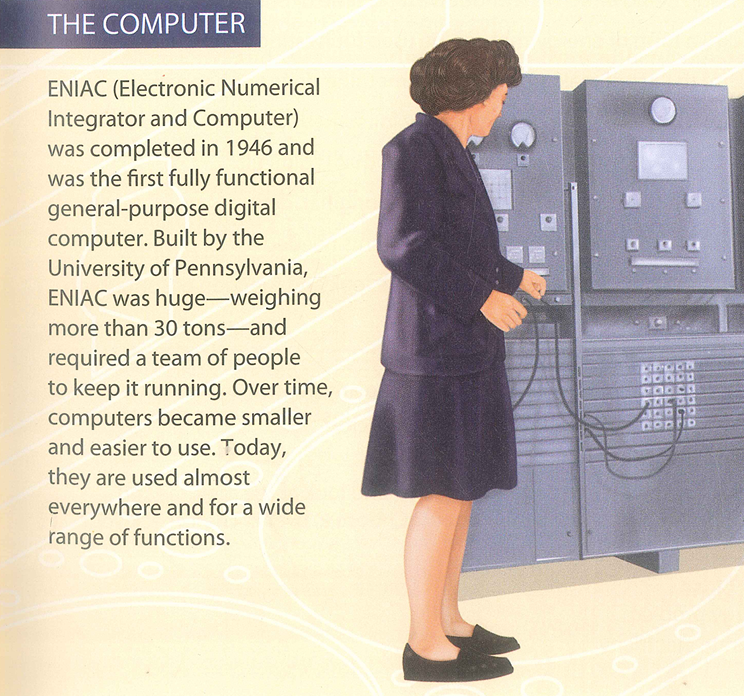 THE COMPUTER
ENIAC (Electronic Numerical
Integrator and Computer)
was completed in 1946 and
was the first fully functional
general-purpose digital
computer. Built by the
University of Pennsylvania,
ENIAC was huge—weighing
more than 30 tons—and
required a team of people
to keep it running. Over time,
computers became smaller
and easier to use. Today,
they are used almost
everywhere and for a wide
range of functions.